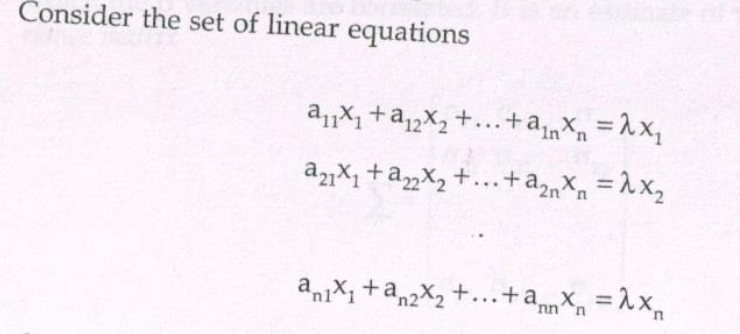 Consider the set of linear equations
a₁₁x₁ + a₁₂x₂ + ... + a₁ₙxₙ = λx₁
a₂₁x₁ + a₂₂x₂ + ... + a₂ₙxₙ = λx₂
.
aₙ₁x₁ + aₙ₂x₂ + ... + aₙₙxₙ = λxₙ